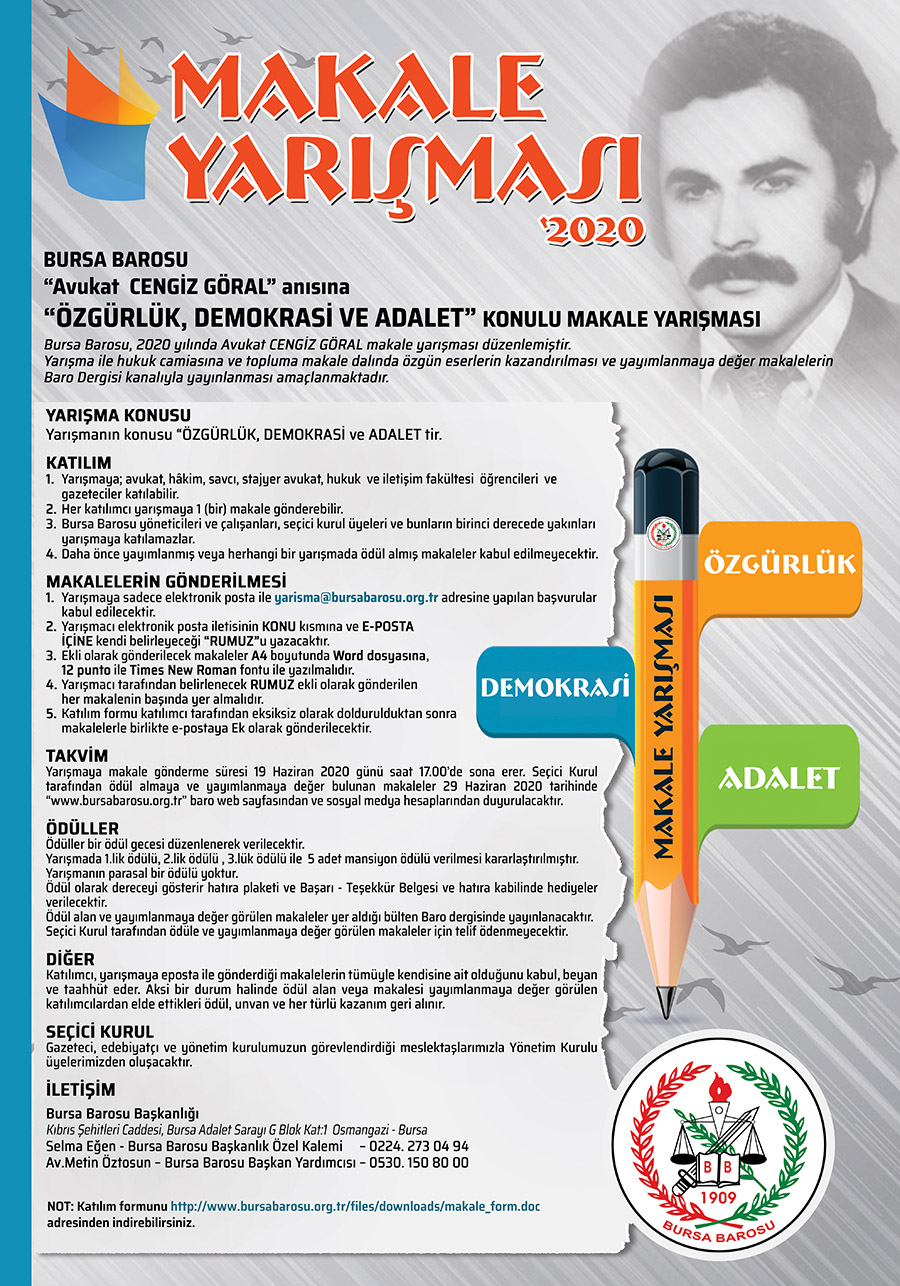 MAKALE
YARIŞMASI
'2020
BURSA BAROSU
“Avukat CENGİZ GÖRAL” anısına
“ÖZGÜRLÜK, DEMOKRASİ VE ADALET” KONULU MAKALE YARIŞMASI
Bursa Barosu, 2020 yılında Avukat CENGİZ GÖRAL makale yarışması düzenlemiştir.
Yarışma ile hukuk camiasına ve topluma makale dalında özgün eserlerin kazandırılması ve yayımlanmaya değer makalelerin
Baro Dergisi kanalıyla yayınlanması amaçlanmaktadır.
YARIŞMA KONUSU
Yarışmanın konusu “ÖZGÜRLÜK, DEMOKRASİ ve ADALET tir.
KATILIM
1. Yarışmaya; avukat, hâkim, savcı, stajyer avukat, hukuk ve iletişim fakültesi öğrencileri ve
gazeteciler katılabilir.
2. Her katılımcı yarışmaya 1 (bir) makale gönderebilir.
3. Bursa Barosu yöneticileri ve çalışanları, seçici kurul üyeleri ve bunların birinci derecede yakınları
yarışmaya katılamazlar.
4. Daha önce yayımlanmış veya herhangi bir yarışmada ödül almış makaleler kabul edilmeyecektir.
MAKALELERİN GÖNDERİLMESİ
1. Yarışmaya sadece elektronik posta ile yarisma@bursabarosu.org.tr adresine yapılan başvurular
kabul edilecektir.
2. Yarışmacı elektronik posta iletisinin KONU kısmına ve E-POSTA
İÇİNE kendi belirleyeceği “RUMUZ”u yazacaktır.
3. Ekli olarak gönderilecek makaleler A4 boyutunda Word dosyasına,
12 punto ile Times New Roman fontu ile yazılmalıdır.
4. Yarışmacı tarafından belirlenecek RUMUZ ekli olarak gönderilen
her makalenin başında yer almalıdır.
5. Katılım formu katılımcı tarafından eksiksiz olarak doldurulduktan sonra
makalelerle birlikte e-postaya Ek olarak gönderilecektir.
TAKVİM
Yarışmaya makale gönderme süresi 19 Haziran 2020 günü saat 17.00’de sona erer. Seçici Kurul
tarafından ödül almaya ve yayımlanmaya değer bulunan makaleler 29 Haziran 2020 tarihinde
“www.bursabarosu.org.tr” baro web sayfasından ve sosyal medya hesaplarından duyurulacaktır.
ÖDÜLLER
Ödüller bir ödül gecesi düzenlenerek verilecektir.
Yarışmada 1.lik ödülü, 2.lik ödülü , 3.lük ödülü ile 5 adet mansiyon ödülü verilmesi kararlaştırılmıştır.
Yarışmanın parasal bir ödülü yoktur.
Ödül olarak dereceyi gösterir hatıra plaketi ve Başarı - Teşekkür Belgesi ve hatıra kabilinde hediyeler
verilecektir.
Ödül alan ve yayımlanmaya değer görülen makaleler yer aldığı bülten Baro dergisinde yayınlanacaktır.
Seçici Kurul tarafından ödüle ve yayımlanmaya değer görülen makaleler için telif ödenmeyecektir.
DİĞER
Katılımcı, yarışmaya eposta ile gönderdiği makalelerin tümüyle kendisine ait olduğunu kabul, beyan
ve taahhüt eder. Aksi bir durum halinde ödül alan veya makalesi yayımlanmaya değer görülen
katılımcılardan elde ettikleri ödül, unvan ve her türlü kazanım geri alınır.
SEÇİCİ KURUL
Gazeteci, edebiyatçı ve yönetim kurulumuzun görevlendirdiği meslektaşlarımızla Yönetim Kurulu
üyelerimizden oluşacaktır.
İLETİŞİM
Bursa Barosu Başkanlığı
Kıbrıs Şehitleri Caddesi, Bursa Adalet Sarayı G Blok Kat:1 Osmangazi - Bursa
Selma Eğen - Bursa Barosu Başkanlık Özel Kalemi – 0224. 273 04 94
Av.Metin Öztosun – Bursa Barosu Başkan Yardımcısı – 0530. 150 80 00
NOT: Katılım formunu http://www.bursabarosu.org.tr/files/downloads/makale_form.doc
adresinden indirebilirsiniz.
ÖZGÜRLÜK
DEMOKRASİ
ADALET
MAKALE YARIŞMASI
B B
1909
BURSA BAROSU